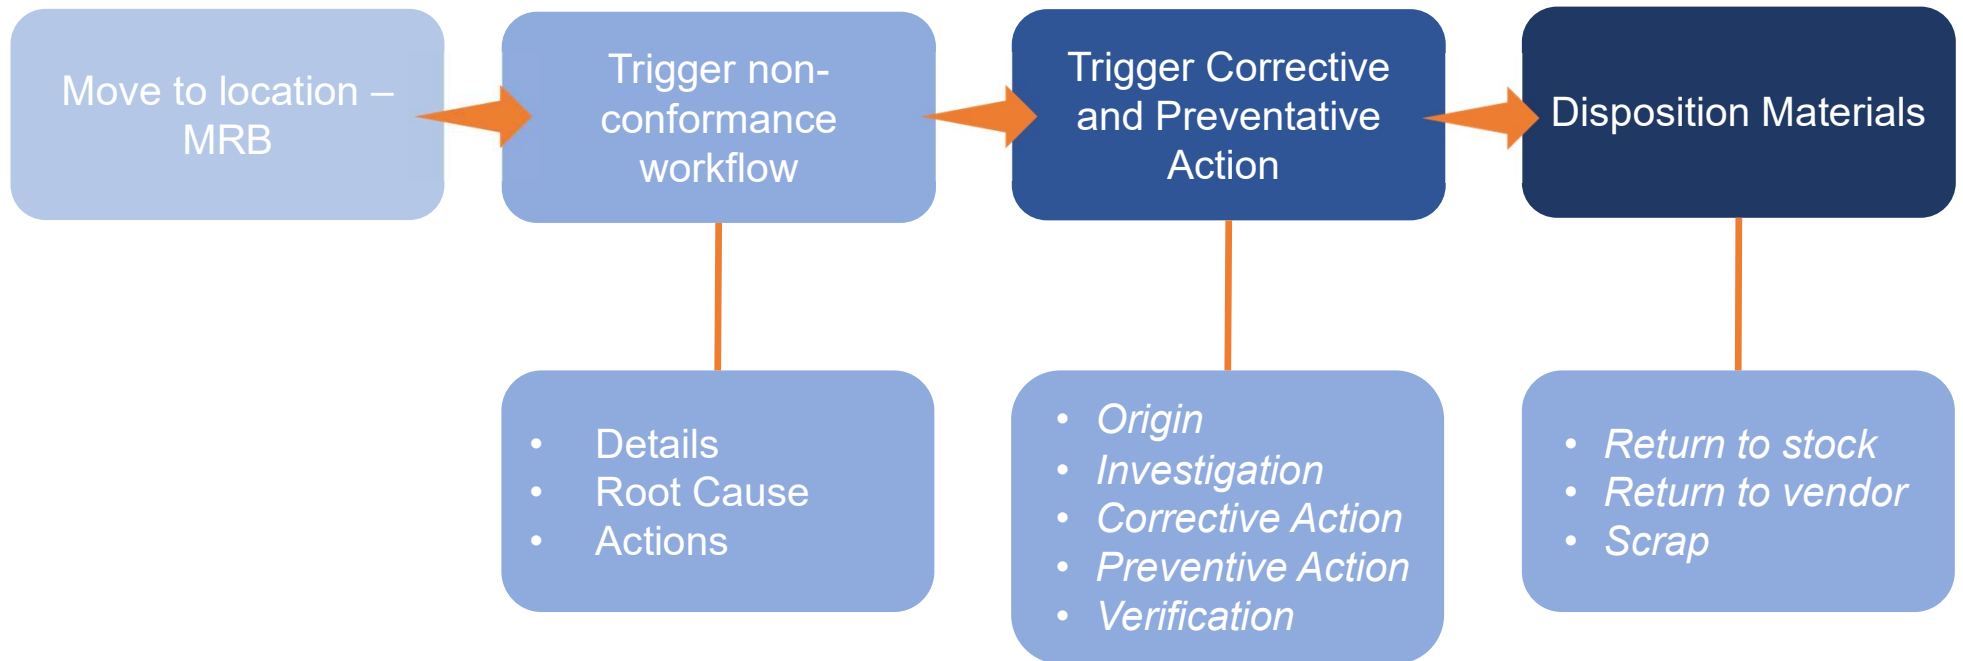 Move to location –
MRB
Trigger non-
conformance
workflow
Trigger Corrective
and Preventative
Action
Disposition Materials
• Details
• Root Cause
• Actions
• Origin
• Investigation
• Corrective Action
• Preventive Action
• Verification
• Return to stock
• Return to vendor
• Scrap